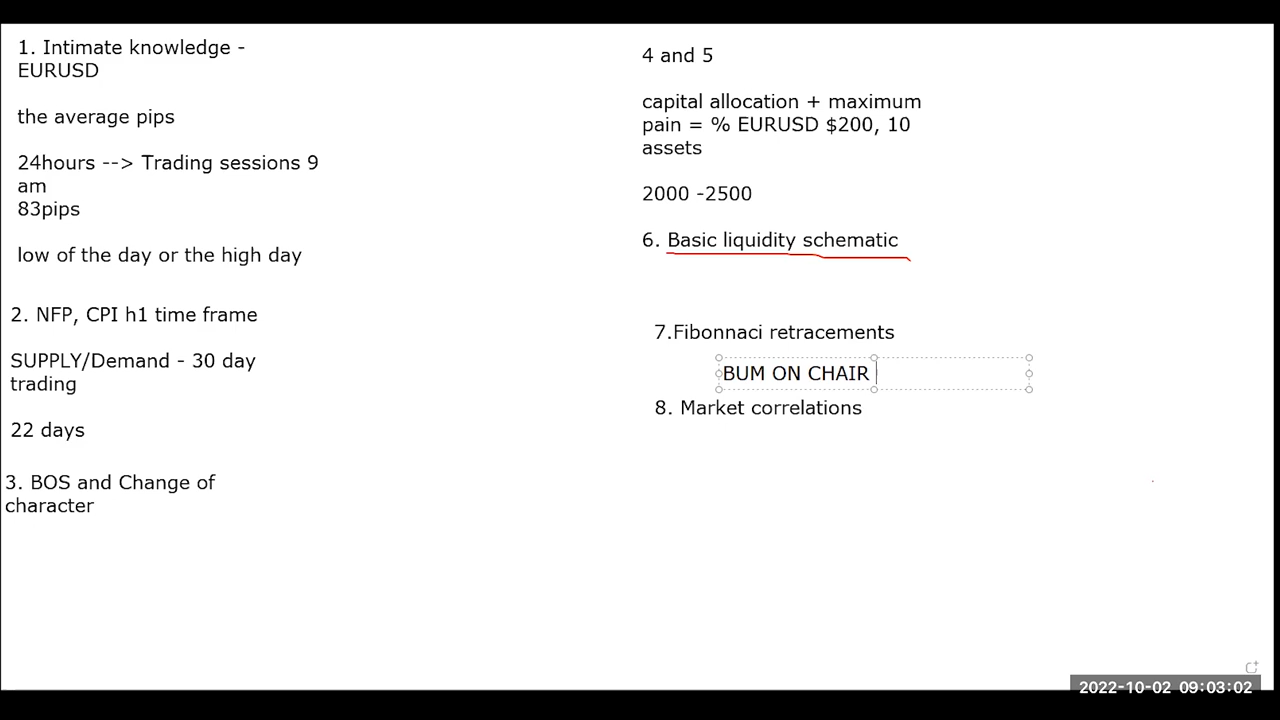 1. Intimate knowledge -
EURUSD
the average pips
24hours --> Trading sessions 9
am
83pips
low of the day or the high day
2. NFP, CPI h1 time frame
SUPPLY/Demand - 30 day
trading
22 days
3. BOS and Change of
character
4 and 5
capital allocation + maximum
pain = % EURUSD $200, 10
assets
2000 -2500
6. Basic liquidity schematic
7.Fibonnaci retracements
BUM ON CHAIR
8. Market correlations
2022-10-02 09:03:02